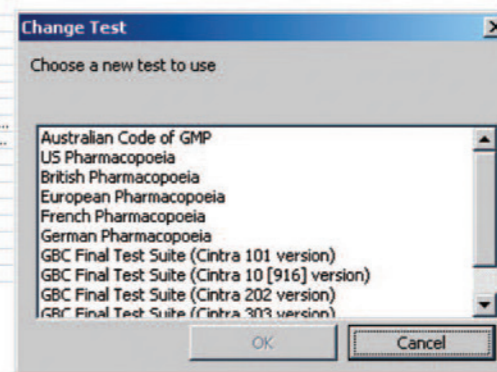 Change Test
Choose a new test to use
Australian Code of GMP
US Pharmacopoeia
British Pharmacopoeia
European Pharmacopoeia
French Pharmacopoeia
German Pharmacopoeia
GBC Final Test Suite (Cintra 101 version)
GBC Final Test Suite (Cintra 10 [916] version)
GBC Final Test Suite (Cintra 202 version)
GBC Final Test Suite (Cintra 303 version)
OK
Cancel